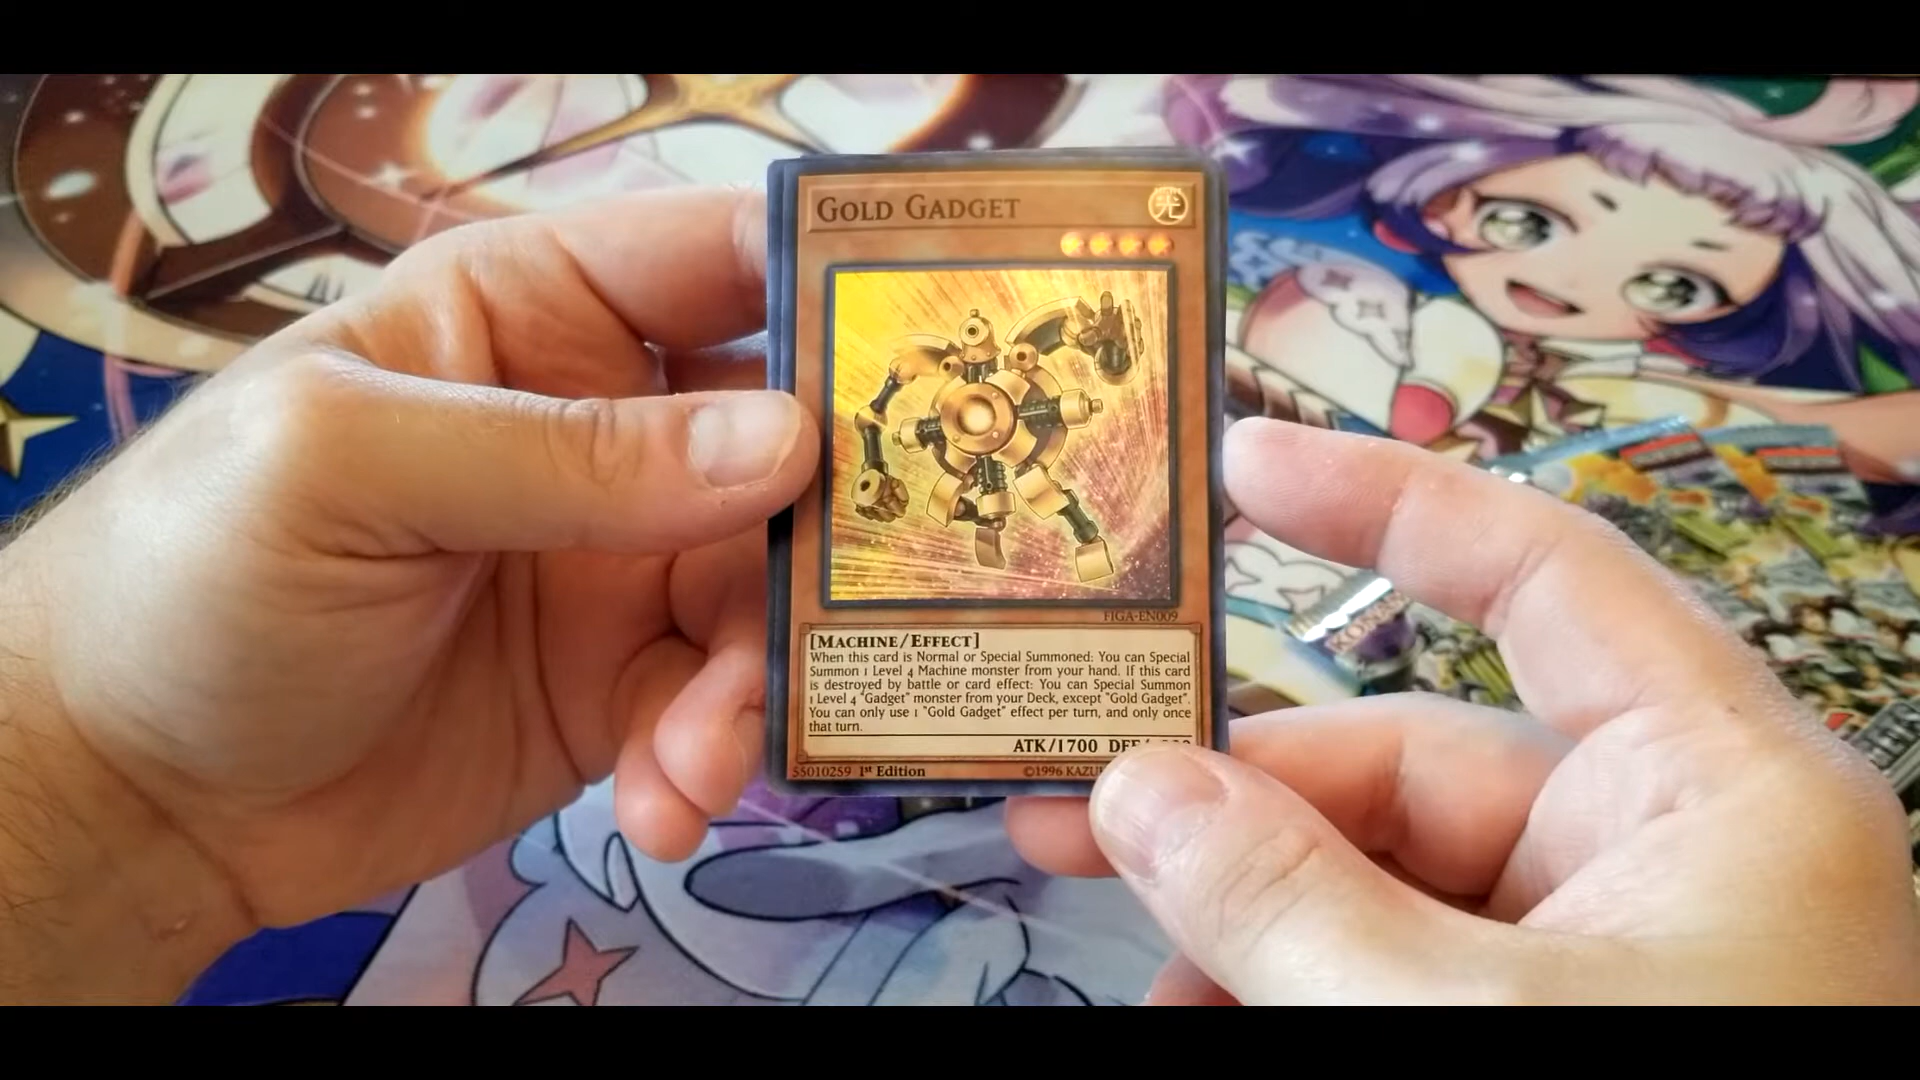 GOLD GADGET
光
FIGA-EN009
[MACHINE/EFFECT]
When this card is Normal or Special Summoned: You can Special
Summon 1 Level 4 Machine monster from your hand. If this card
is destroyed by battle or card effect: You can Special Summon
1 Level 4 "Gadget" monster from your Deck, except "Gold Gadget".
You can only use 1 "Gold Gadget" effect per turn, and only once
that turn.
ATK/1700 DEF/
55010259 1st Edition ©1996
KONAMI